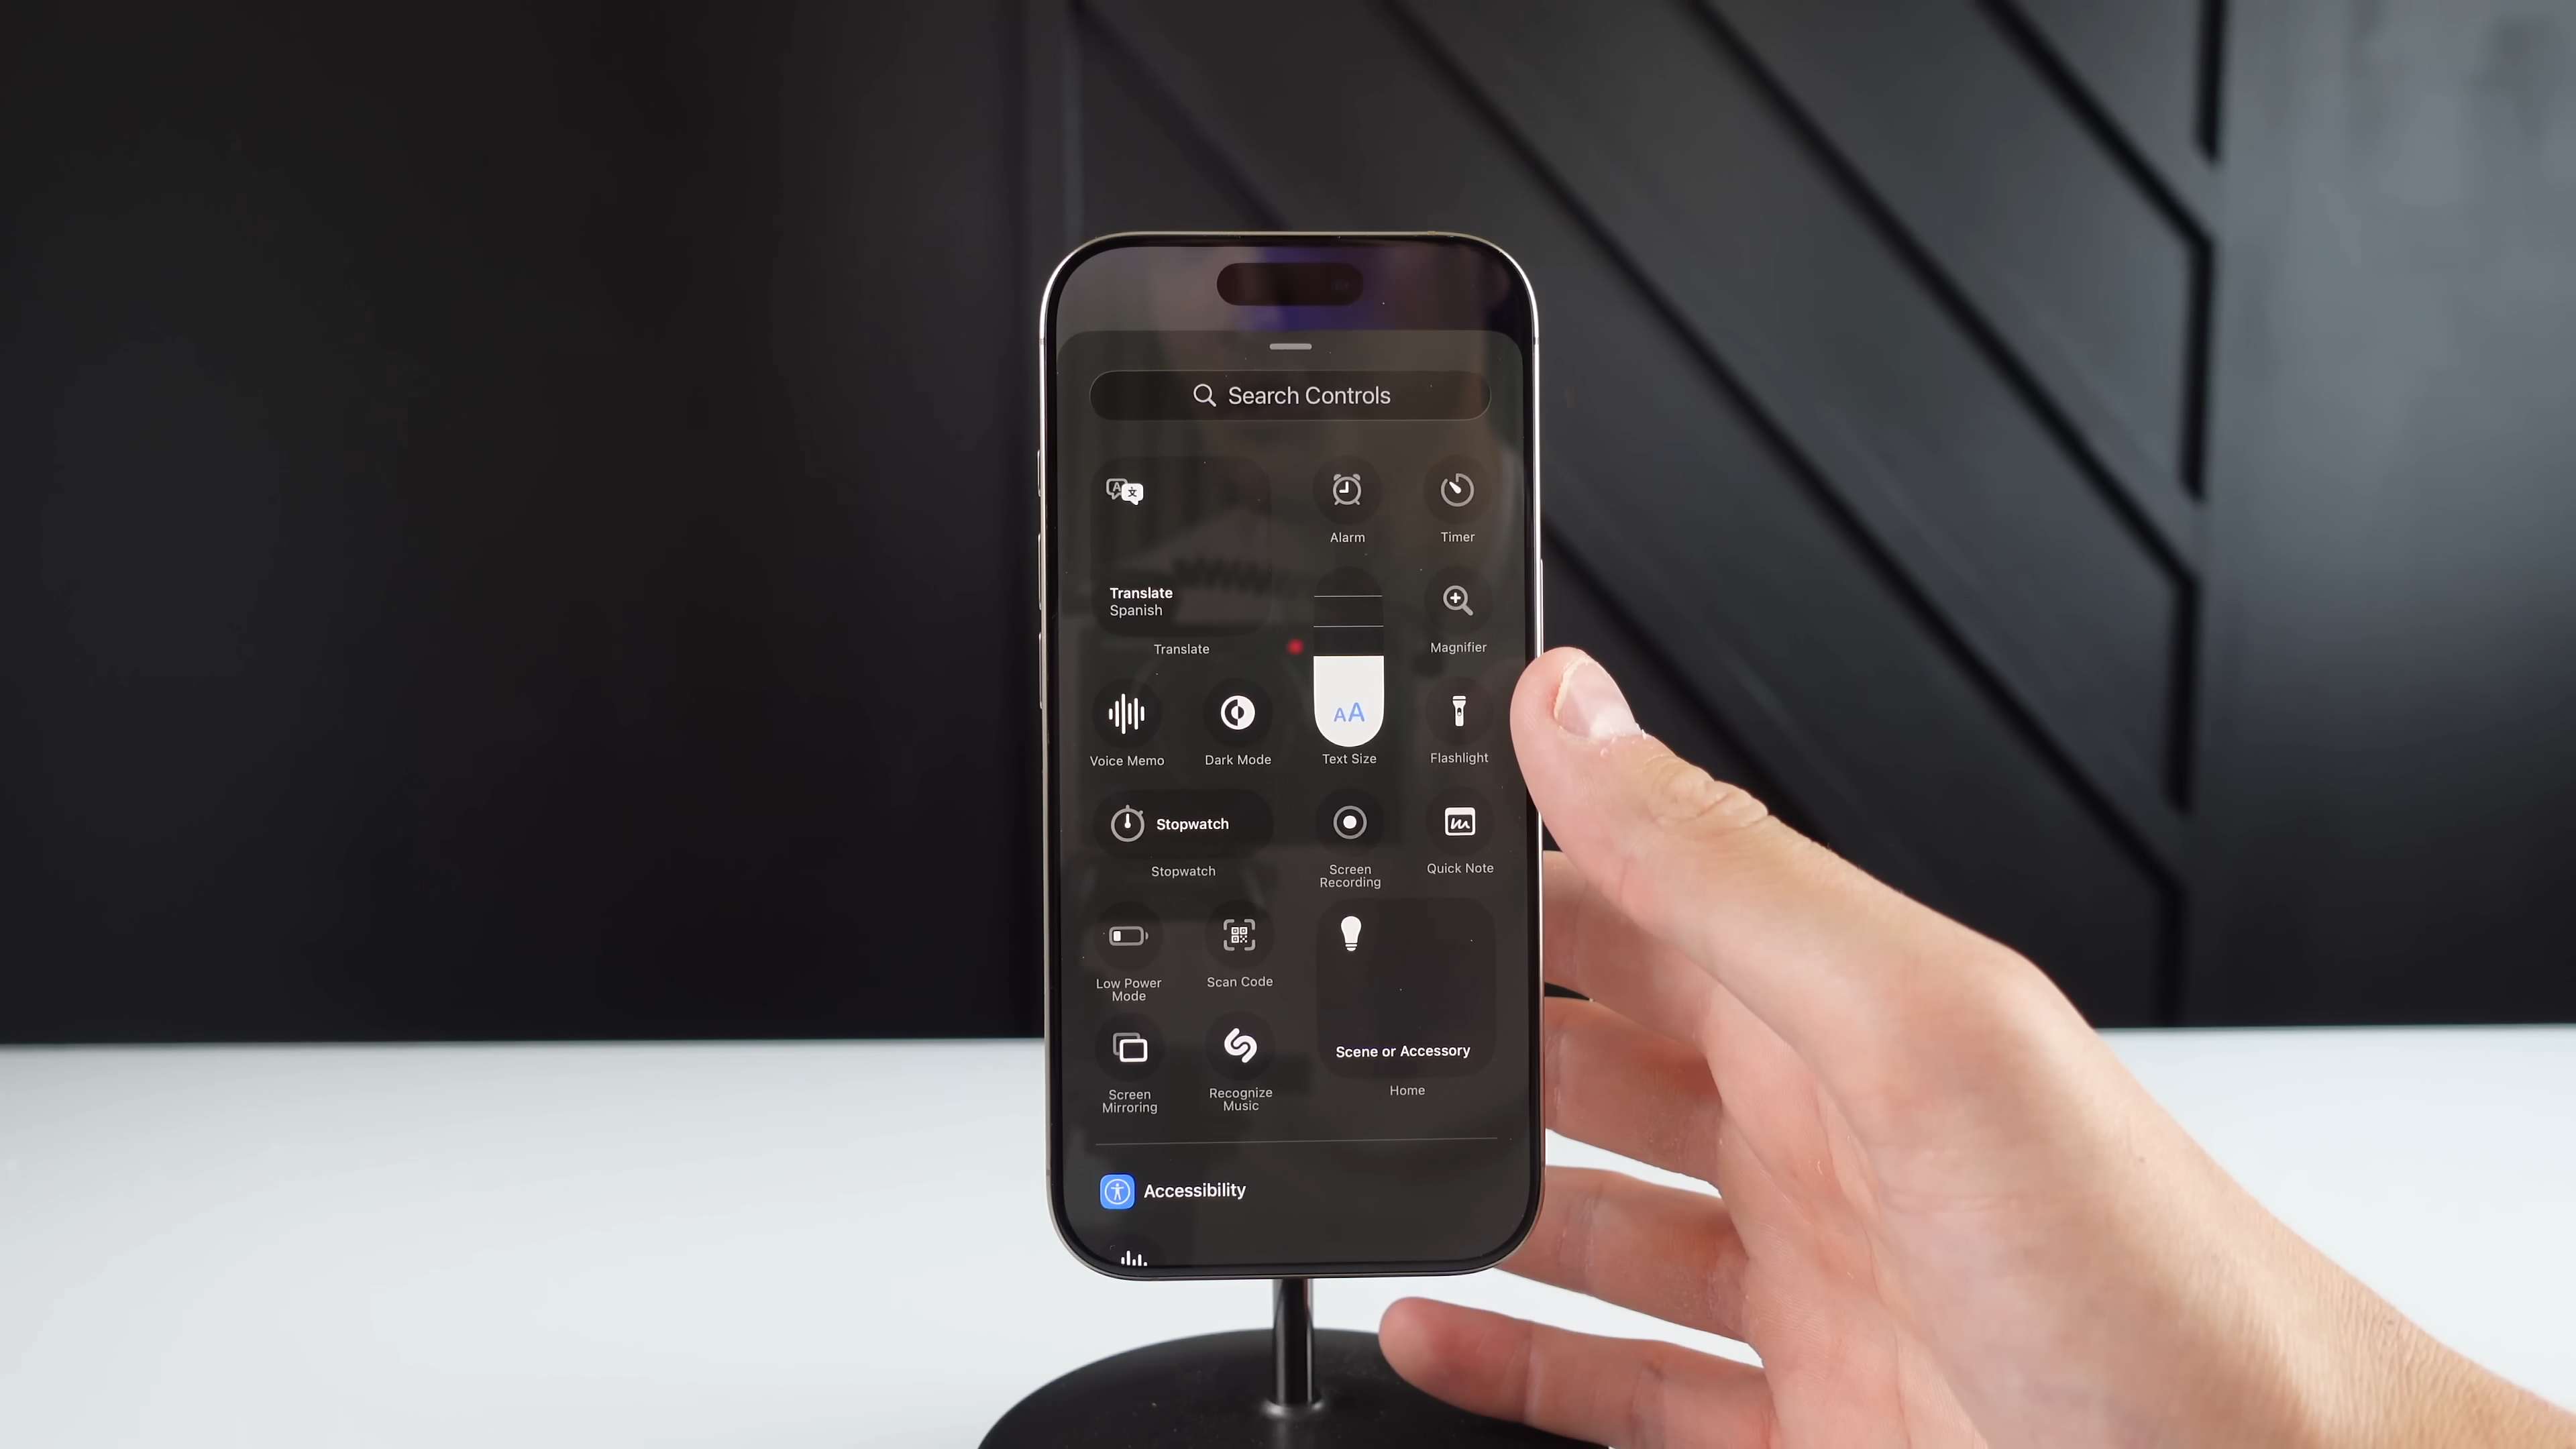 Search Controls
Alarm
Timer
Translate
Spanish
Translate
Magnifier
Voice Memo
Dark Mode
AA
Text Size
Flashlight
Stopwatch
Stopwatch
Screen
Recording
Quick Note
Low Power
Mode
Scan Code
Scene or Accessory
Home
Screen
Mirroring
Recognize
Music
Accessibility